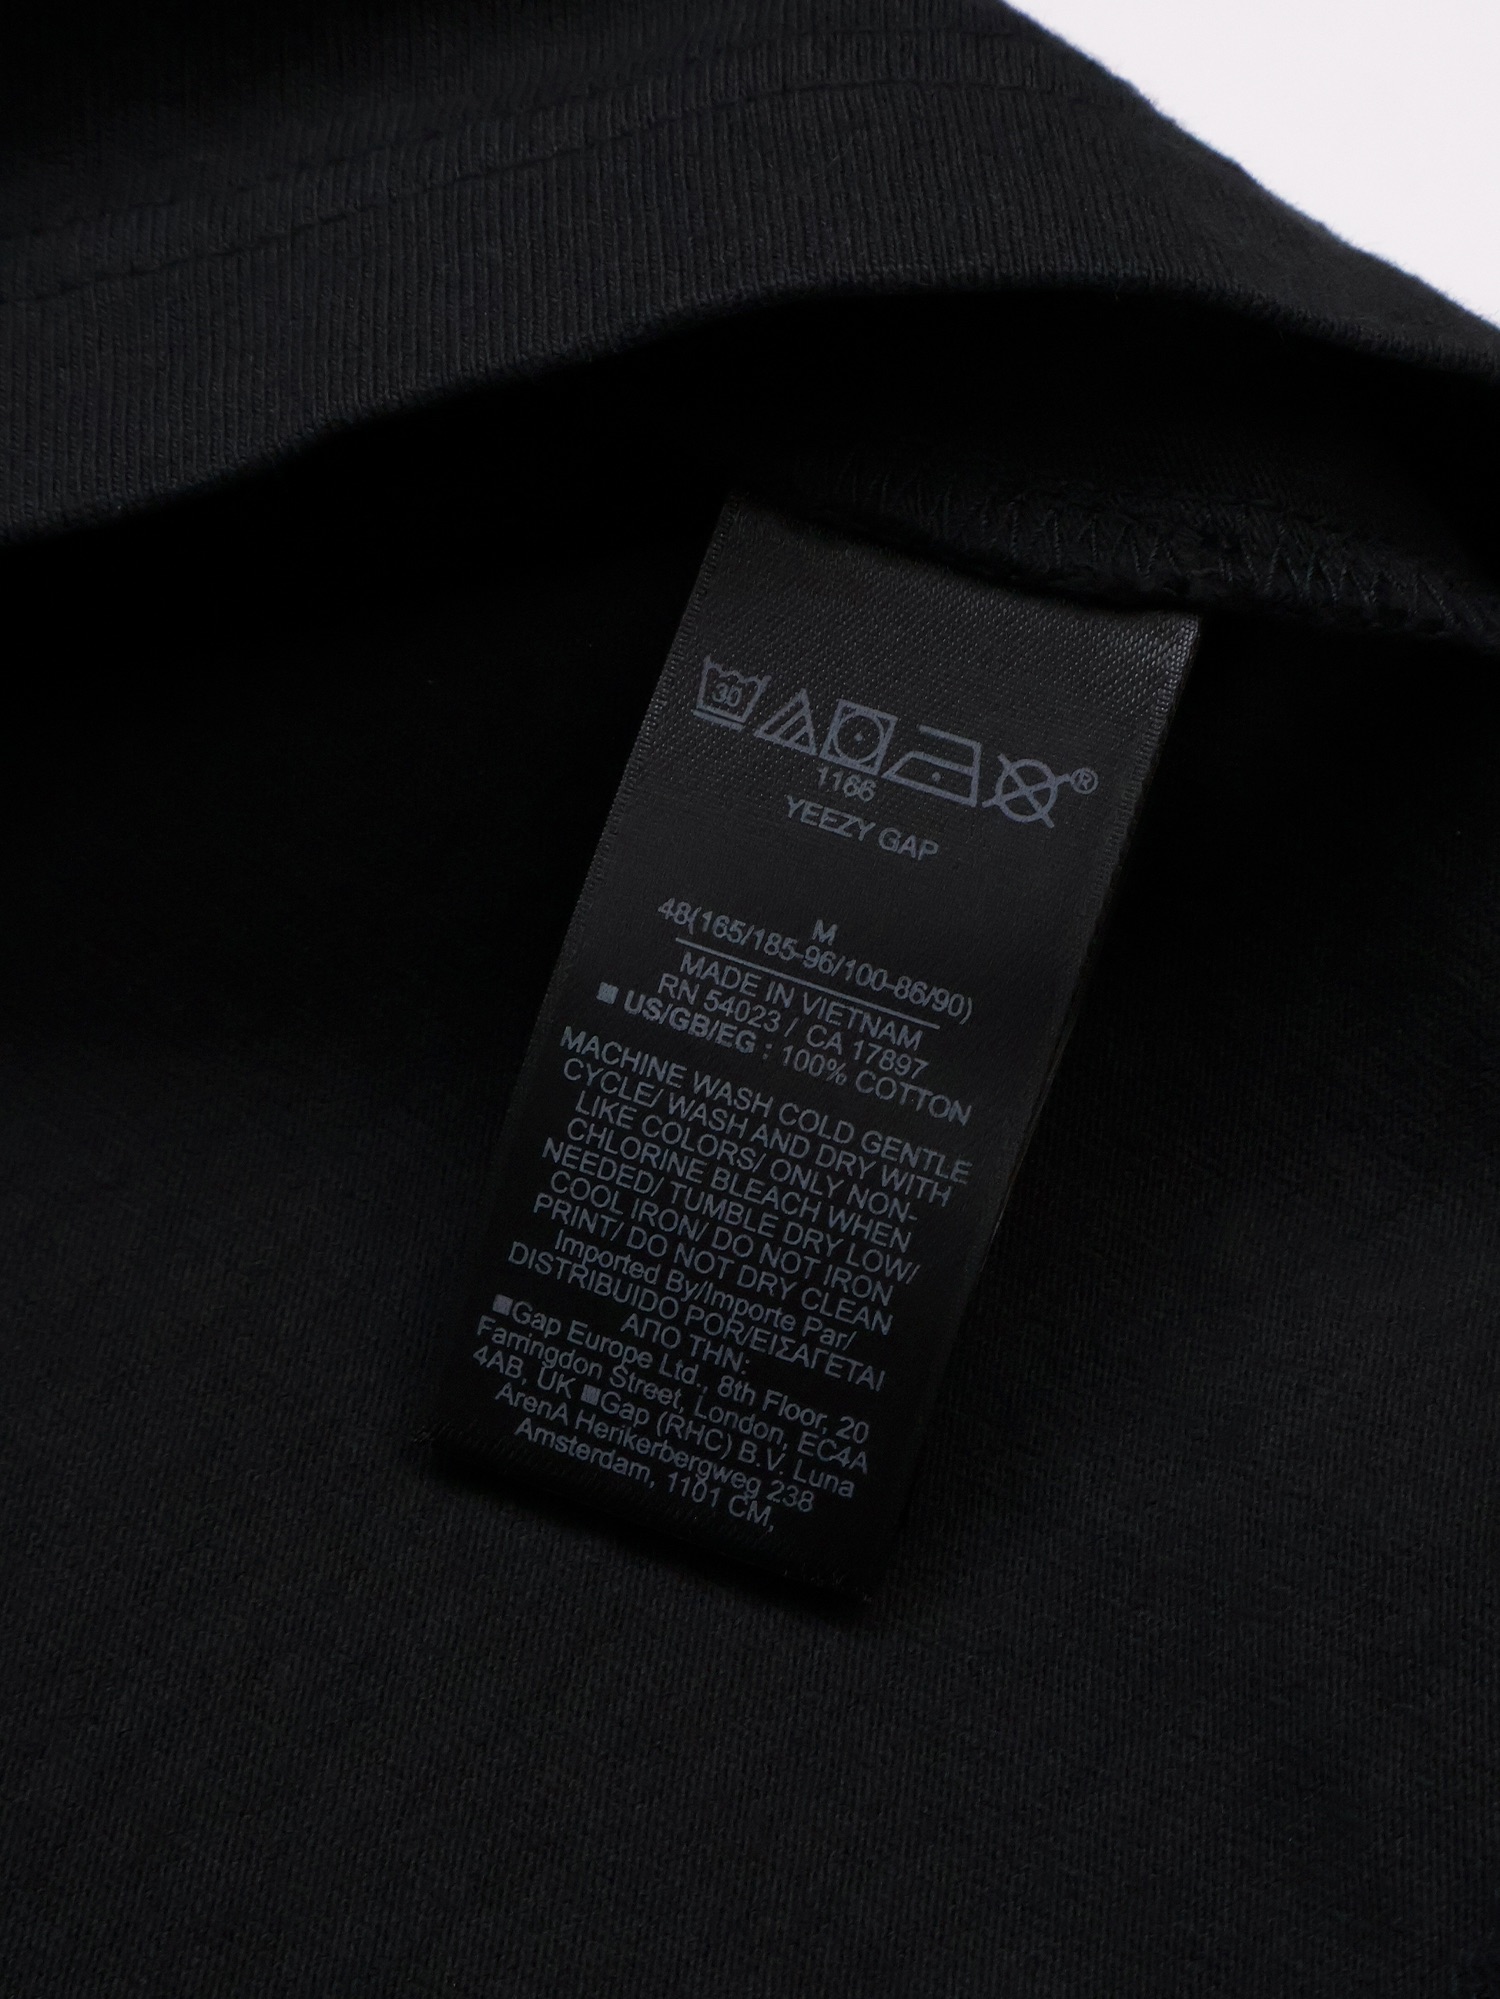 30
®
1166
YEEZY GAP
M
48(165/185-96/100-86/90)
MADE IN VIETNAM
RN 54023 / CA 17897
■ US/GB/EG : 100% COTTON
MACHINE WASH COLD GENTLE
CYCLE/ WASH AND DRY WITH
LIKE COLORS/ ONLY NON-
CHLORINE BLEACH WHEN
NEEDED/ TUMBLE DRY LOW/
COOL IRON/ DO NOT IRON
PRINT/ DO NOT DRY CLEAN
Imported By/Importe Par/
DISTRIBUIDO POR/ΕΙΣΑΓΕΤΑΙ
ΑΠΟ ΤΗΝ:
■Gap Europe Ltd., 8th Floor, 20
Farringdon Street, London, EC4A
4AB, UK ■Gap (RHC) B.V. Luna
ArenA Herikerbergweg 238
Amsterdam, 1101 CM,